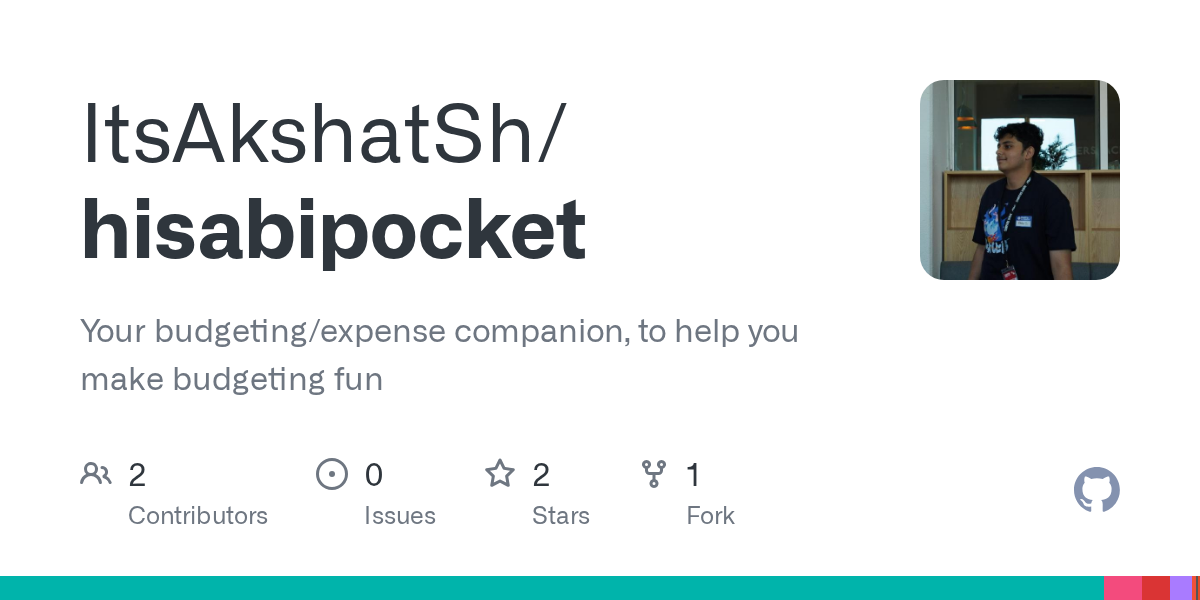 ItsAkshatSh/
hisabipocket
Your budgeting/expense companion, to help you
make budgeting fun
2
Contributors
0
Issues
2
Stars
1
Fork